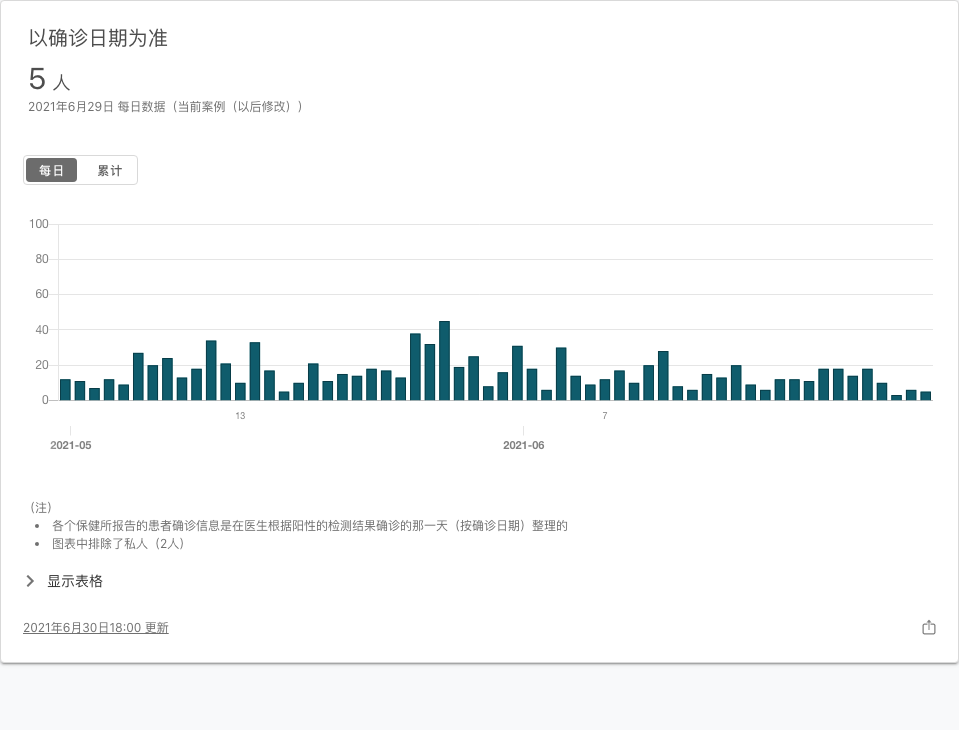 以确诊日期为准
5 人
2021年6月29日 每日数据（当前案例（以后修改））
每日 累计
100
80
60
40
20
0
13 7
2021-05 2021-06
（注）
• 各个保健所报告的患者确诊信息是在医生根据阳性的检测结果确诊的那一天（按确诊日期）整理的
• 图表中排除了私人（2人）
显示表格
2021年6月30日18:00 更新